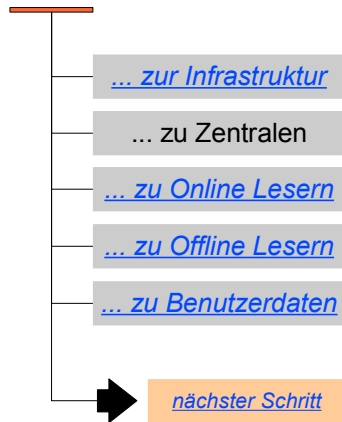 ... zur Infrastruktur
... zu Zentralen
... zu Online Lesern
... zu Offline Lesern
... zu Benutzerdaten
nächster Schritt